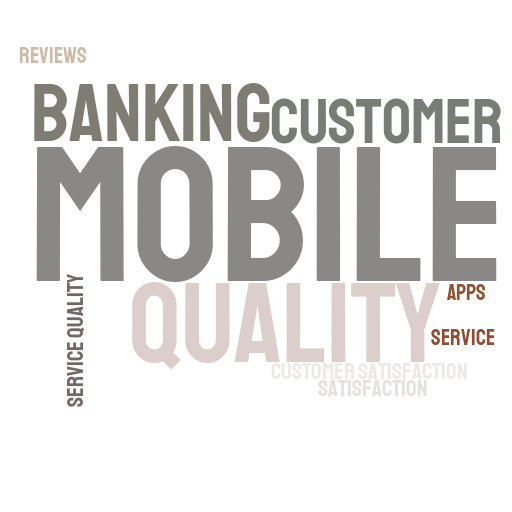 REVIEWS
BANKING
CUSTOMER
MOBILE
QUALITY
APPS
SERVICE
SERVICE QUALITY
CUSTOMER SATISFACTION
SATISFACTION